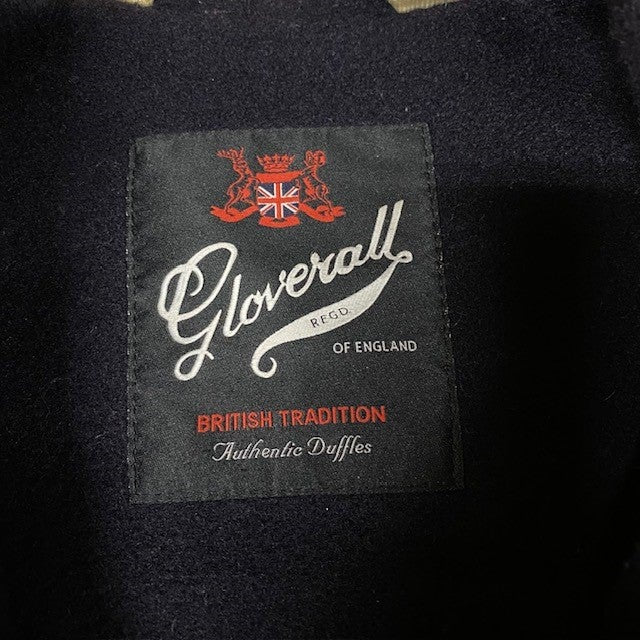 Gloverall
REGD.
OF ENGLAND
BRITISH TRADITION
Authentic Duffles